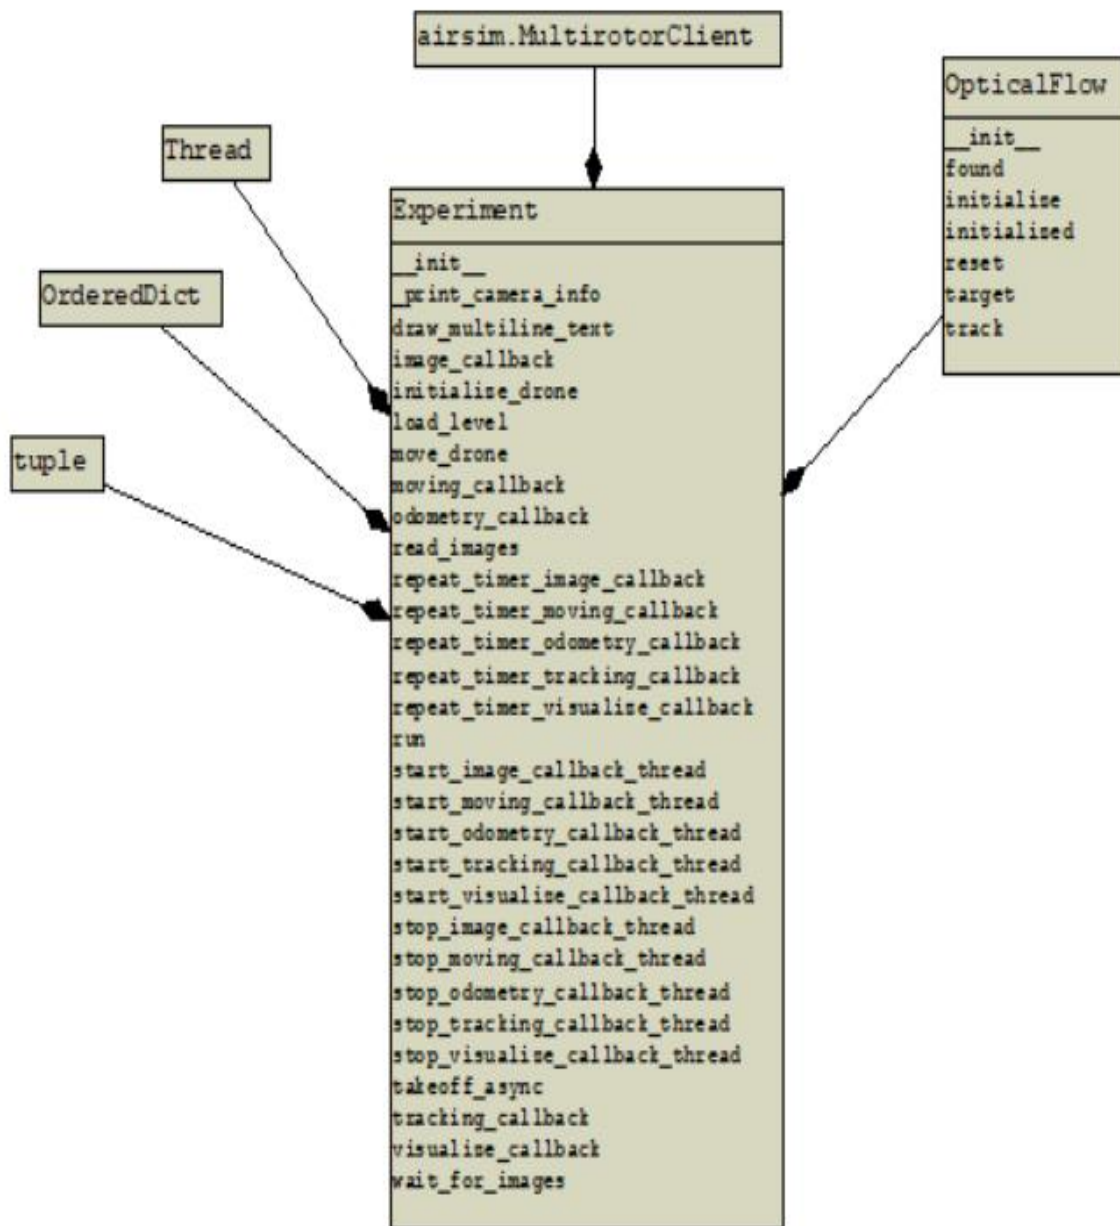 airsim.MultirotorClient
OpticalFlow
__init__
found
initialise
initialised
reset
target
track
Thread
OrderedDict
tuple
Experiment
__init__
_print_camera_info
draw_multiline_text
image_callback
initialise_drone
load_level
move_drone
moving_callback
odometry_callback
read_images
repeat_timer_image_callback
repeat_timer_moving_callback
repeat_timer_odometry_callback
repeat_timer_tracking_callback
repeat_timer_visualise_callback
run
start_image_callback_thread
start_moving_callback_thread
start_odometry_callback_thread
start_tracking_callback_thread
start_visualise_callback_thread
stop_image_callback_thread
stop_moving_callback_thread
stop_odometry_callback_thread
stop_tracking_callback_thread
stop_visualise_callback_thread
takeoff_async
tracking_callback
visualise_callback
wait_for_images